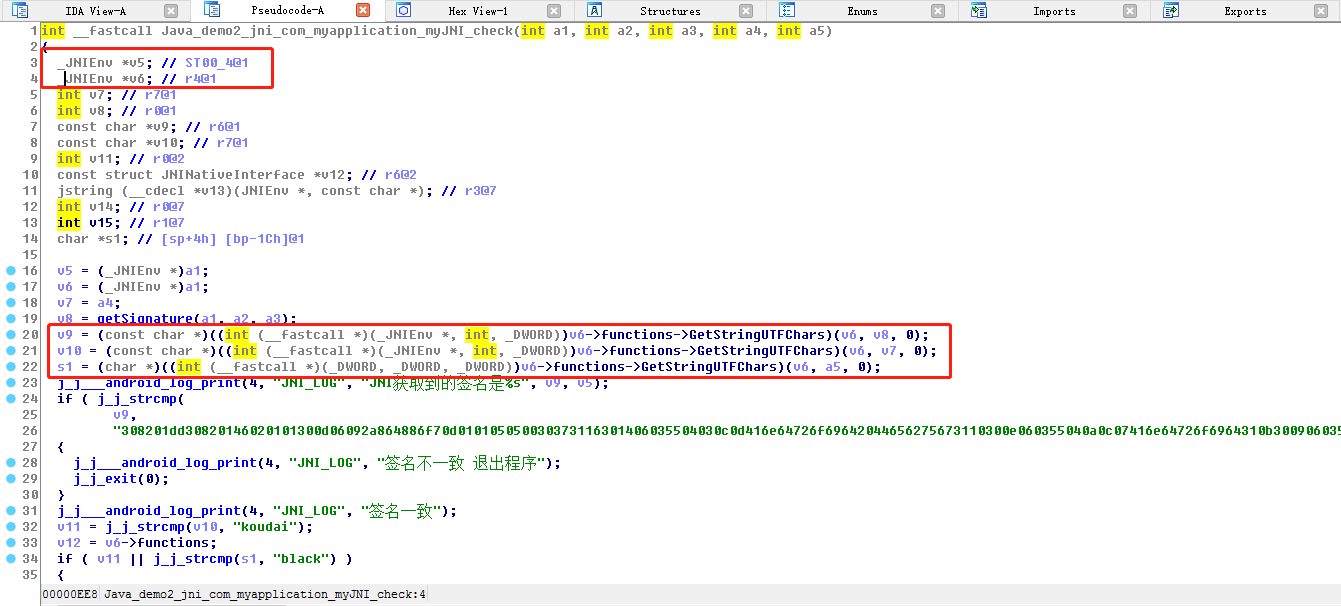 IDA View-A Pseudocode-A Hex View-1 Structures Enums Imports Exports
1 int __fastcall Java_demo2_jni_com_myapplication_myJNI_check(int a1, int a2, int a3, int a4, int a5)
2 {
3 _JNIEnv *v5; // ST00_4@1
4 _JNIEnv *v6; // r4@1
5 int v7; // r7@1
6 int v8; // r0@1
7 const char *v9; // r6@1
8 const char *v10; // r7@1
9 int v11; // r0@2
10 const struct JNINativeInterface *v12; // r6@2
11 jstring (__cdecl *v13)(JNIEnv *, const char *); // r3@7
12 int v14; // r0@7
13 int v15; // r1@7
14 char *s1; // [sp+4h] [bp-1Ch]@1
15
16 v5 = (_JNIEnv *)a1;
17 v6 = (_JNIEnv *)a1;
18 v7 = a4;
19 v8 = getSignature(a1, a2, a3);
20 v9 = (const char *)((int (__fastcall *)(_JNIEnv *, int, _DWORD))v6->functions->GetStringUTFChars)(v6, v8, 0);
21 v10 = (const char *)((int (__fastcall *)(_JNIEnv *, int, _DWORD))v6->functions->GetStringUTFChars)(v6, v7, 0);
22 s1 = (char *)((int (__fastcall *)(_DWORD, _DWORD, _DWORD))v6->functions->GetStringUTFChars)(v6, a5, 0);
23 j_j___android_log_print(4, "JNI_LOG", "JNI获取到的签名是%s", v9, v5);
24 if ( j_j_strcmp(
25 v9,
26 "308201dd30820146020101300d06092a864886f70d010105050030373116301406035504030c0d416e64726f69642044656275673110300e060355040a0c07416e64726f6964310b3009060355
27 {
28 j_j___android_log_print(4, "JNI_LOG", "签名不一致 退出程序");
29 j_j_exit(0);
30 }
31 j_j___android_log_print(4, "JNI_LOG", "签名一致");
32 v11 = j_j_strcmp(v10, "koudai");
33 v12 = v6->functions;
34 if ( v11 || j_j_strcmp(s1, "black") )
35 {
00000EE8 Java_demo2_jni_com_myapplication_myJNI_check:4